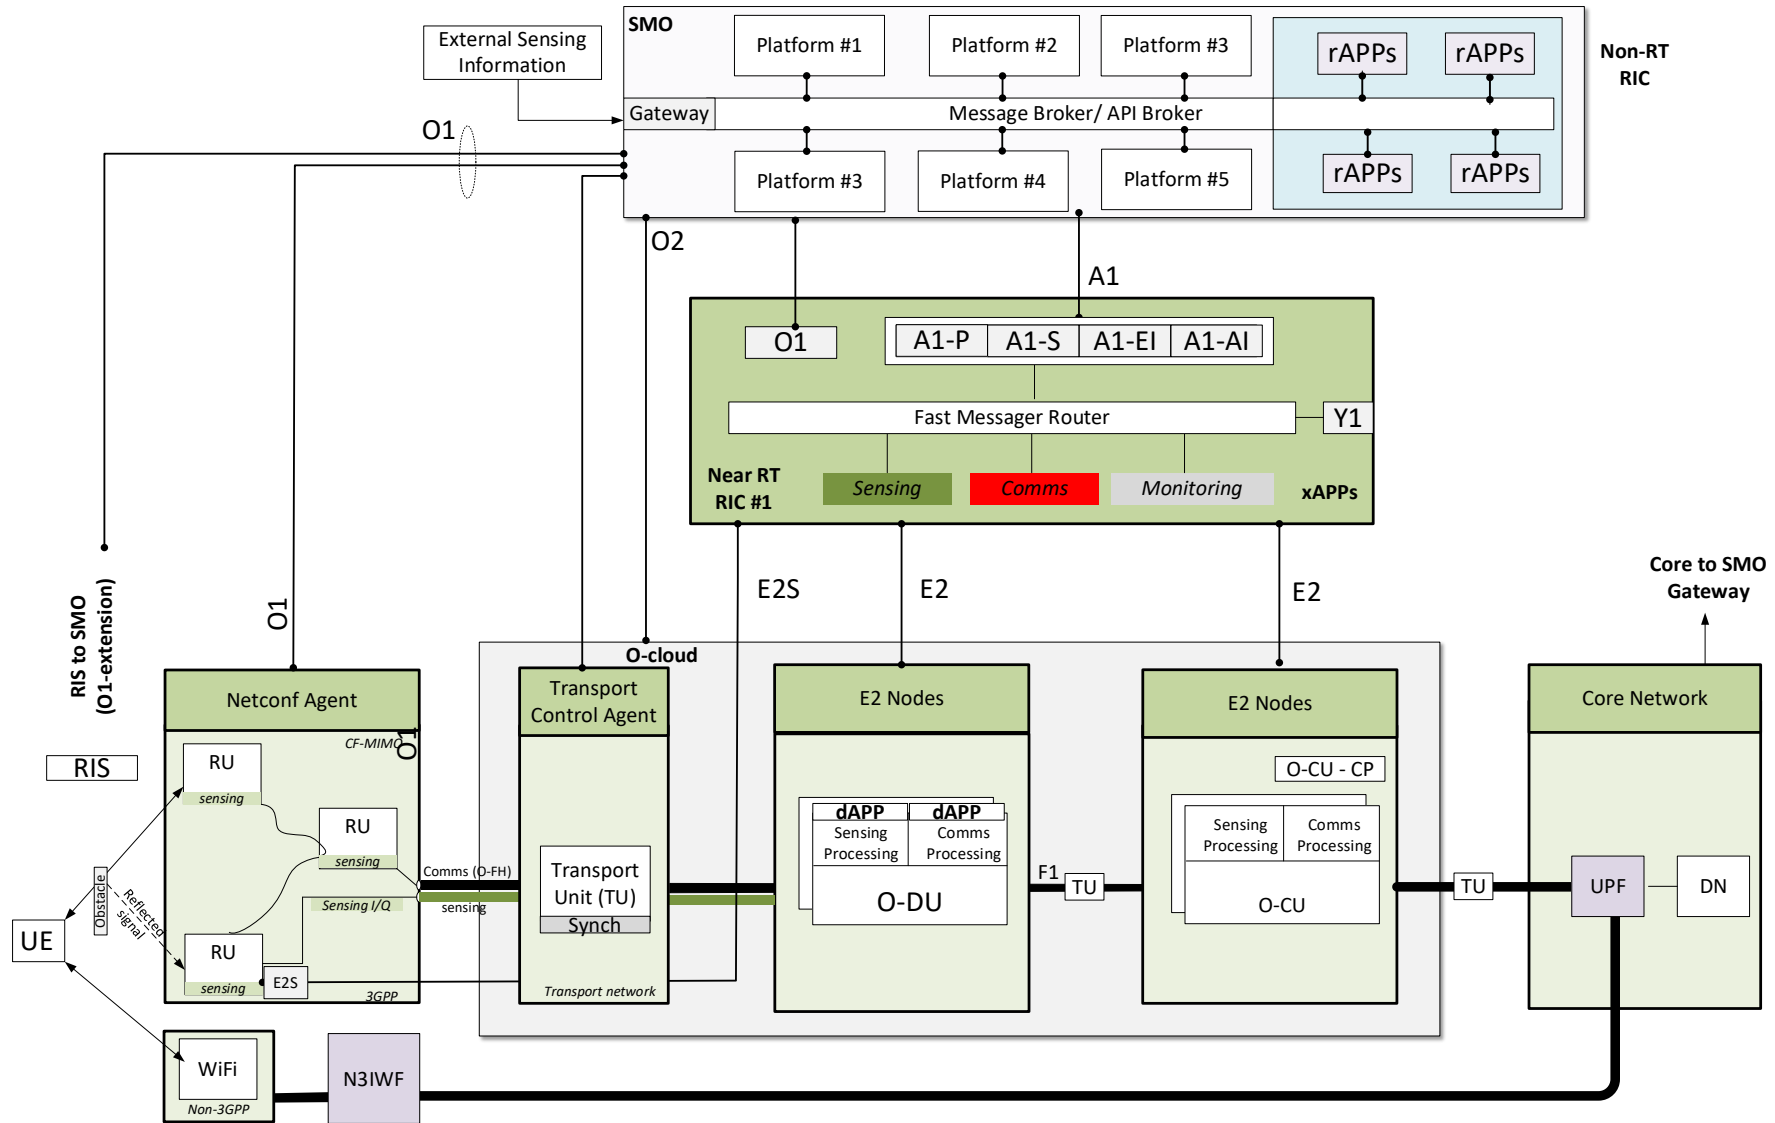 SMO
External Sensing
Information
Platform #1
Platform #2
Platform #3
rAPPs
rAPPs
Non-RT
RIC
Gateway
Message Broker/ API Broker
O1
Platform #3
Platform #4
Platform #5
rAPPs
rAPPs
O2
A1
O1
A1-P
A1-S
A1-EI
A1-AI
Fast Messager Router
Y1
Near RT
RIC #1
Sensing
Comms
Monitoring
xAPPs
RIS to SMO
(O1-extension)
O1
E2S
E2
E2
Core to SMO
Gateway
O-cloud
Netconf Agent
Transport
Control Agent
E2 Nodes
E2 Nodes
Core Network
CF-MIMO
O1
RIS
RU
sensing
RU
sensing
O-CU - CP
dAPP
dAPP
Sensing
Processing
Comms
Processing
O-DU
Sensing
Processing
Comms
Processing
O-CU
Comms (O-FH)
sensing
Transport
Unit (TU)
Synch
F1
TU
TU
UPF
DN
Obstacle
Reflected
signal
Sensing I/Q
UE
RU
sensing
E2S
3GPP
Transport network
WiFi
Non-3GPP
N3IWF